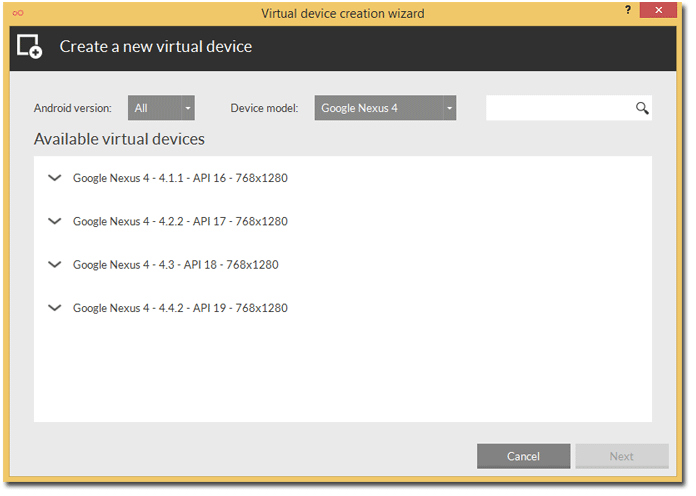 Virtual device creation wizard
?
Create a new virtual device
Android version: All Device model: Google Nexus 4
Available virtual devices
Google Nexus 4 - 4.1.1 - API 16 - 768x1280
Google Nexus 4 - 4.2.2 - API 17 - 768x1280
Google Nexus 4 - 4.3 - API 18 - 768x1280
Google Nexus 4 - 4.4.2 - API 19 - 768x1280
Cancel Next